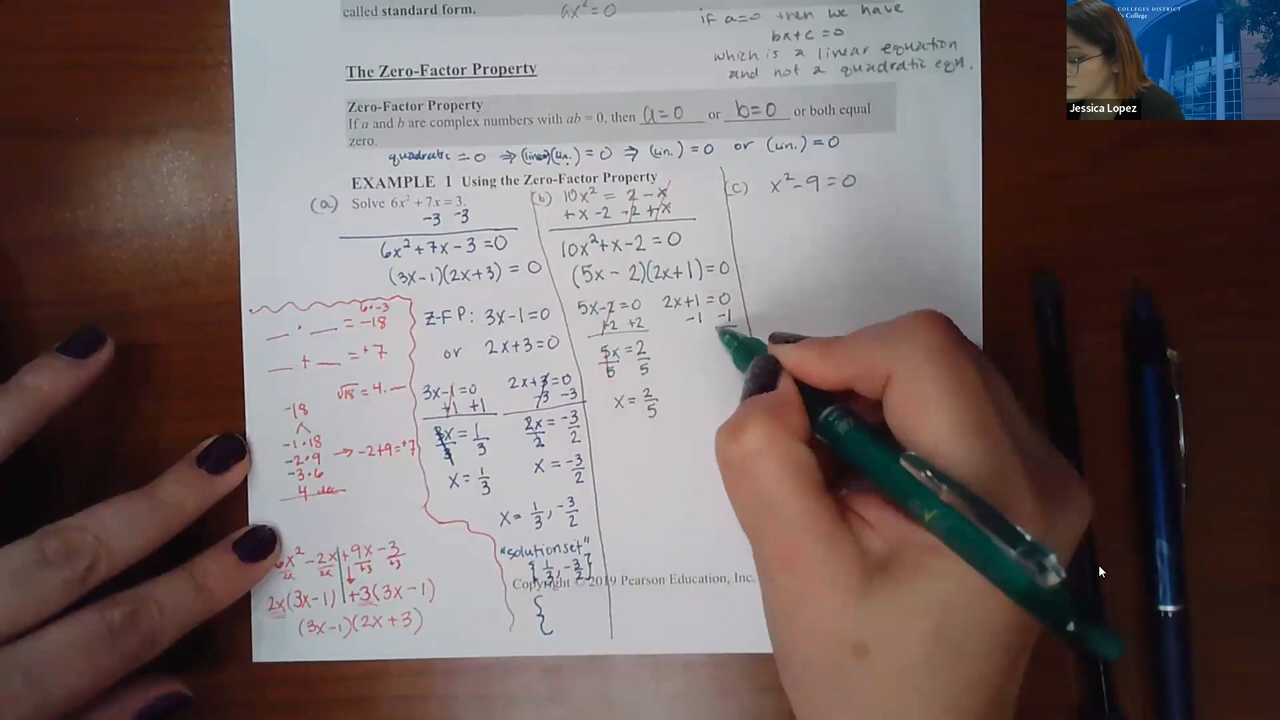 called standard form.
ax² = 0
if a=0 then we have
bx+c = 0
which is a linear equation
and not a quadratic eqn.
The Zero-Factor Property
Zero-Factor Property
If a and b are complex numbers with ab = 0, then a=0 or b=0 or both equal
zero.
quadratic = 0 ⇒ (linear)(lin.) = 0 ⇒ (lin.) = 0 or (lin.) = 0
EXAMPLE 1 Using the Zero-Factor Property
(a) Solve 6x² + 7x = 3.
-3 -3
6x² + 7x - 3 = 0
(3x-1)(2x+3) = 0
Z-F P: 3x-1=0
or 2x+3=0
3x-1=0
+1 +1
3x/3 = 1/3
x = 1/3
2x+3=0
-3 -3
2x/2 = -3/2
x = -3/2
x = 1/3, -3/2
"solution set"
{1/3, -3/2}
{
6·-3
__ · __ = -18
__ + __ = +7
√18 = 4.
-18
-1·18
-2·9 → -2+9=+7
-3·6
4
6x² - 2x + 9x - 3
2x(3x-1) + 3(3x-1)
(3x-1)(2x+3)
(b) 10x² = 2 - x
+x -2 -2 +x
10x² + x - 2 = 0
(5x - 2)(2x+1) = 0
5x-2=0
+2 +2
5x/5 = 2/5
x = 2/5
2x+1=0
-1 -1
(c) x² - 9 = 0
Copyright © 2019 Pearson Education, Inc.
COLLEGES DISTRICT
's College
Jessica Lopez